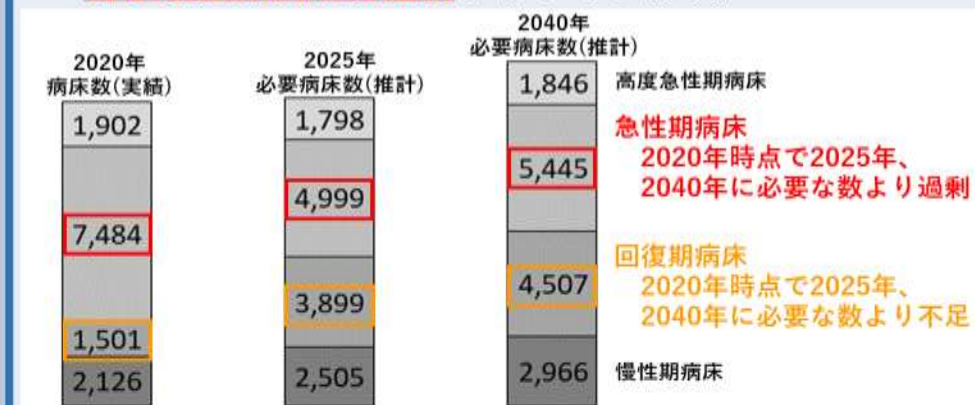 2020年
病床数(実績)
1,902
7,484
1,501
2,126
2025年
必要病床数(推計)
1,798
4,999
3,899
2,505
2040年
必要病床数(推計)
1,846
5,445
4,507
2,966
高度急性期病床
急性期病床
2020年時点で2025年、
2040年に必要な数より過剰
回復期病床
2020年時点で2025年、
2040年に必要な数より不足
慢性期病床